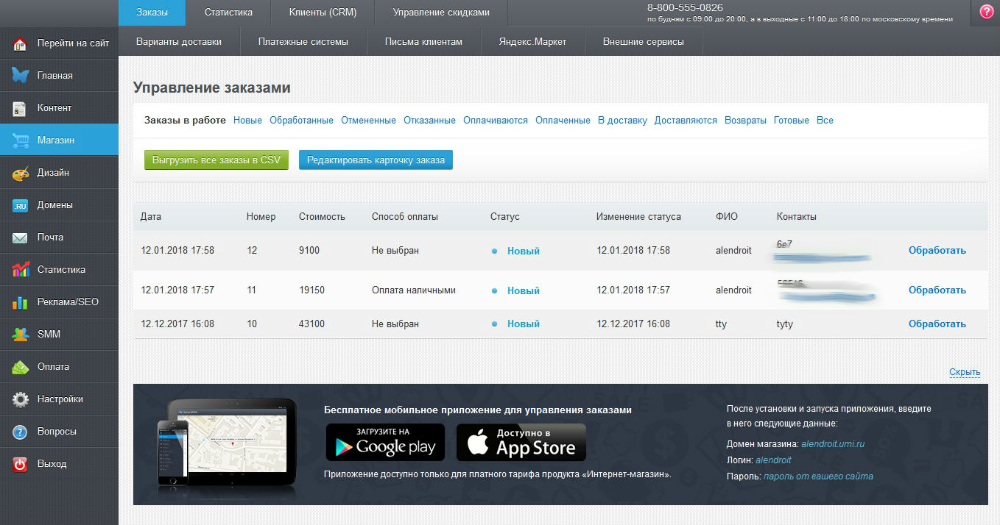 Заказы Статистика Клиенты (CRM) Управление скидками 8-800-555-0826
по будням с 09:00 до 20:00, а в выходные с 11:00 до 18:00 по московскому времени
?
Варианты доставки Платежные системы Письма клиентам Яндекс.Маркет Внешние сервисы
Перейти на сайт
Главная
Контент
Магазин
Дизайн
.RU Домены
Почта
Статистика
Реклама/SEO
SMM
Оплата
Настройки
? Вопросы
Выход
Управление заказами
Заказы в работе Новые Обработанные Отмененные Отказанные Оплачиваются Оплаченные В доставку Доставляются Возвраты Готовые Все
Выгрузить все заказы в CSV Редактировать карточку заказа
Дата Номер Стоимость Способ оплаты Статус Изменение статуса ФИО Контакты
12.01.2018 17:58 12 9100 Не выбран Новый 12.01.2018 17:58 alendroit 6e7 Обработать
12.01.2018 17:57 11 19150 Оплата наличными Новый 12.01.2018 17:57 alendroit Обработать
12.12.2017 16:08 10 43100 Не выбран Новый 12.12.2017 16:08 tty tyty Обработать
Скрыть
Бесплатное мобильное приложение для управления заказами
ЗАГРУЗИТЕ НА
Google play
Доступно в
App Store
Приложение доступно только для платного тарифа продукта «Интернет-магазин».
После установки и запуска приложения, введите
в него следующие данные:
Домен магазина: alendroit.umi.ru
Логин: alendroit
Пароль: пароль от вашего сайта